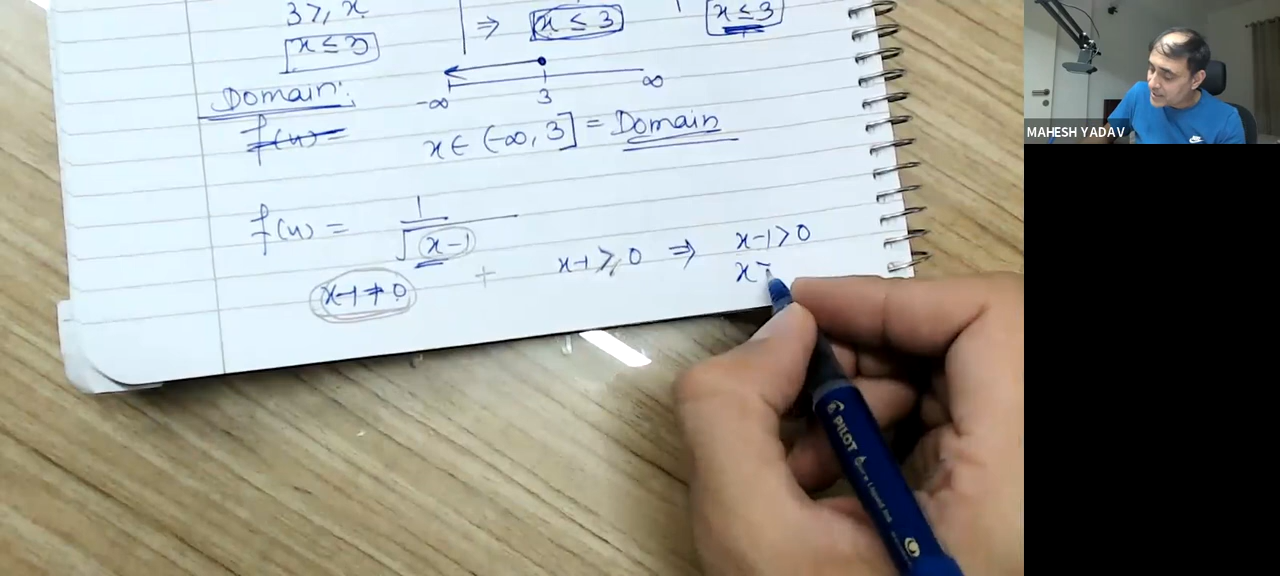 3 ≥ x
x ≤ 3
⇒ x ≤ 3
x ≤ 3
Domain:
-∞ 3 ∞
f(x) =
x ∈ (-∞, 3] = Domain
f(x) = 1/√(x-1)
x-1 ≠ 0 + x-1 ≥ 0 ⇒ x-1 > 0
x
PILOT
MAHESH YADAV